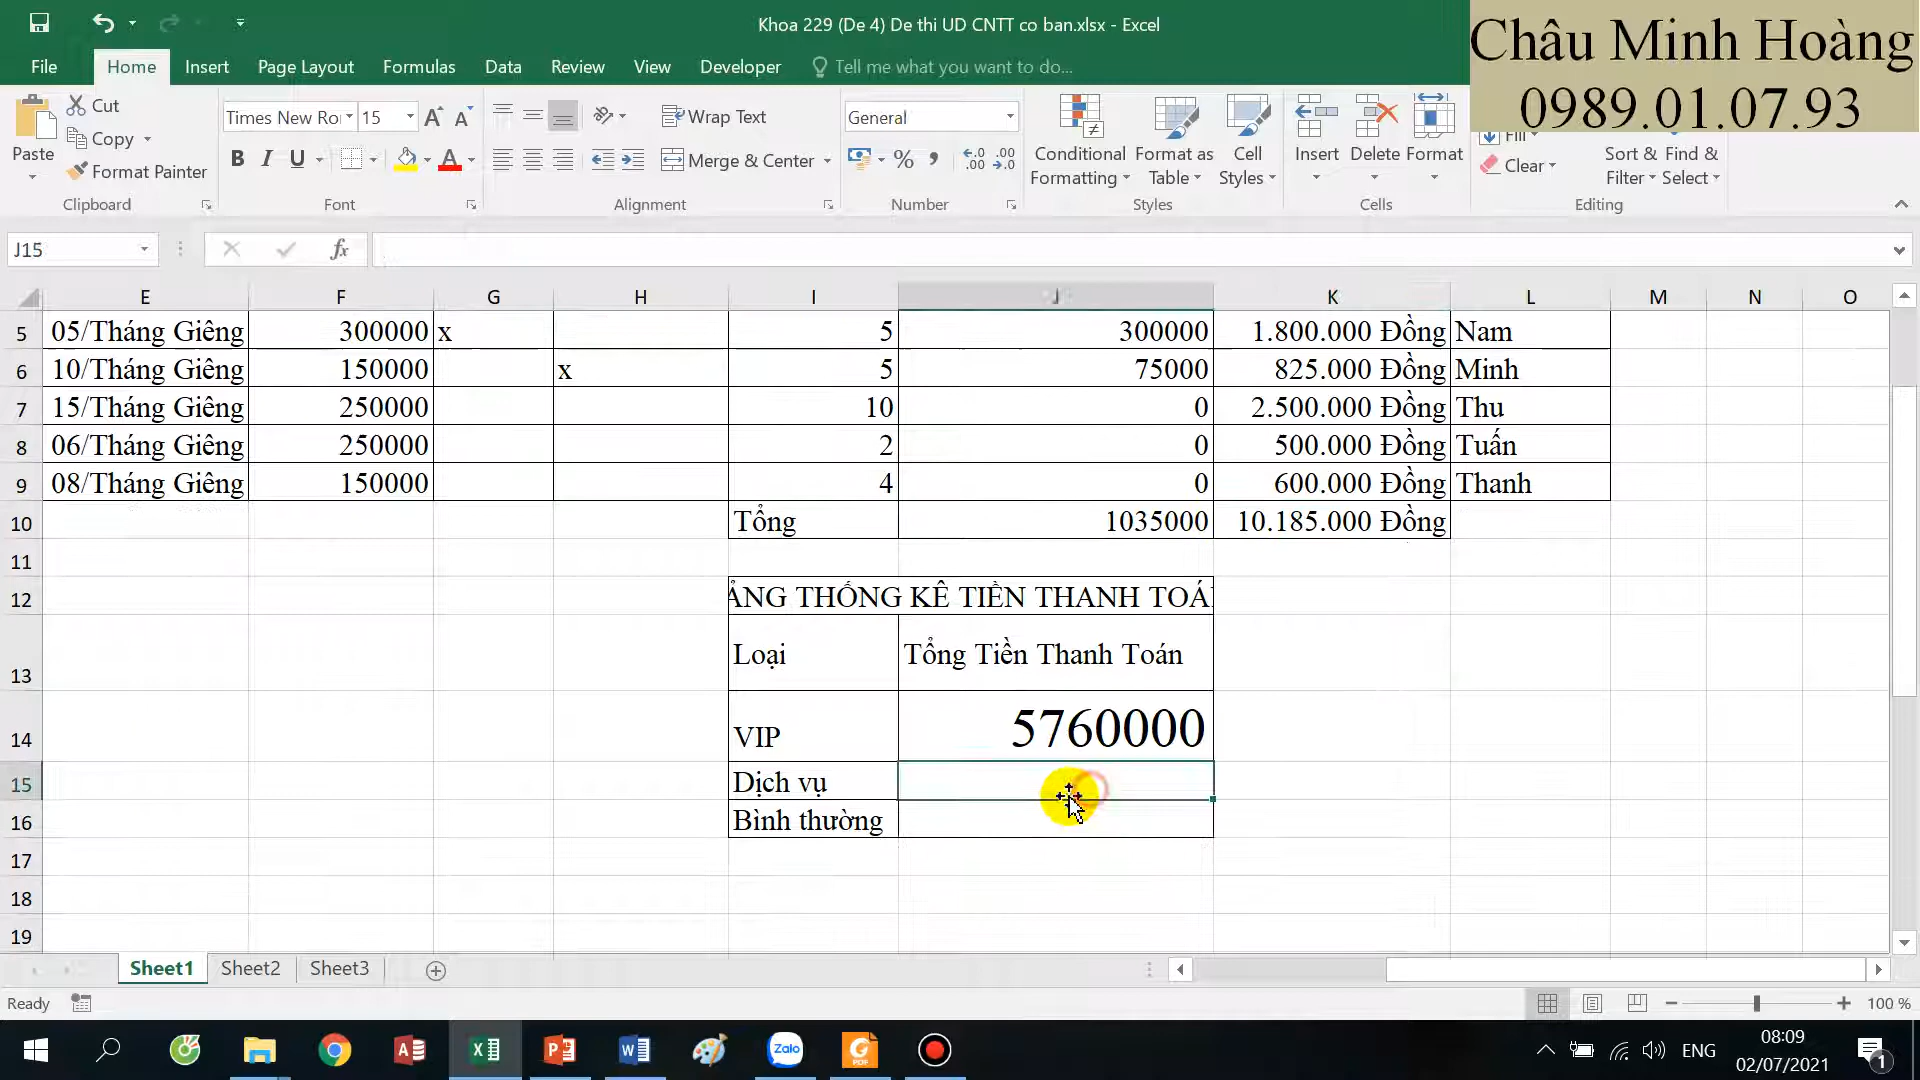 Khoa 229 (De 4) De thi UD CNTT co ban.xlsx - Excel
Châu Minh Hoàng
0989.01.07.93
File Home Insert Page Layout Formulas Data Review View Developer Tell me what you want to do...
Paste
Cut
Copy
Format Painter
Clipboard
Times New Ro 15
B I U
Font
Wrap Text
Merge & Center
Alignment
General
% ,
Number
Conditional Formatting
Format as Table
Cell Styles
Styles
Insert Delete Format
Cells
Fill
Clear
Sort & Filter
Find & Select
Editing
J15
fx
E F G H I J K L M N O
5 05/Tháng Giêng 300000 x 5 300000 1.800.000 Đồng Nam
6 10/Tháng Giêng 150000 x 5 75000 825.000 Đồng Minh
7 15/Tháng Giêng 250000 10 0 2.500.000 Đồng Thu
8 06/Tháng Giêng 250000 2 0 500.000 Đồng Tuấn
9 08/Tháng Giêng 150000 4 0 600.000 Đồng Thanh
10 Tổng 1035000 10.185.000 Đồng
11
12 ẢNG THỐNG KÊ TIỀN THANH TOÁ
13 Loại Tổng Tiền Thanh Toán
14 VIP 5760000
15 Dịch vụ
16 Bình thường
17
18
19
Sheet1 Sheet2 Sheet3
Ready
100 %
Zalo
PDF
ENG
08:09
02/07/2021
1